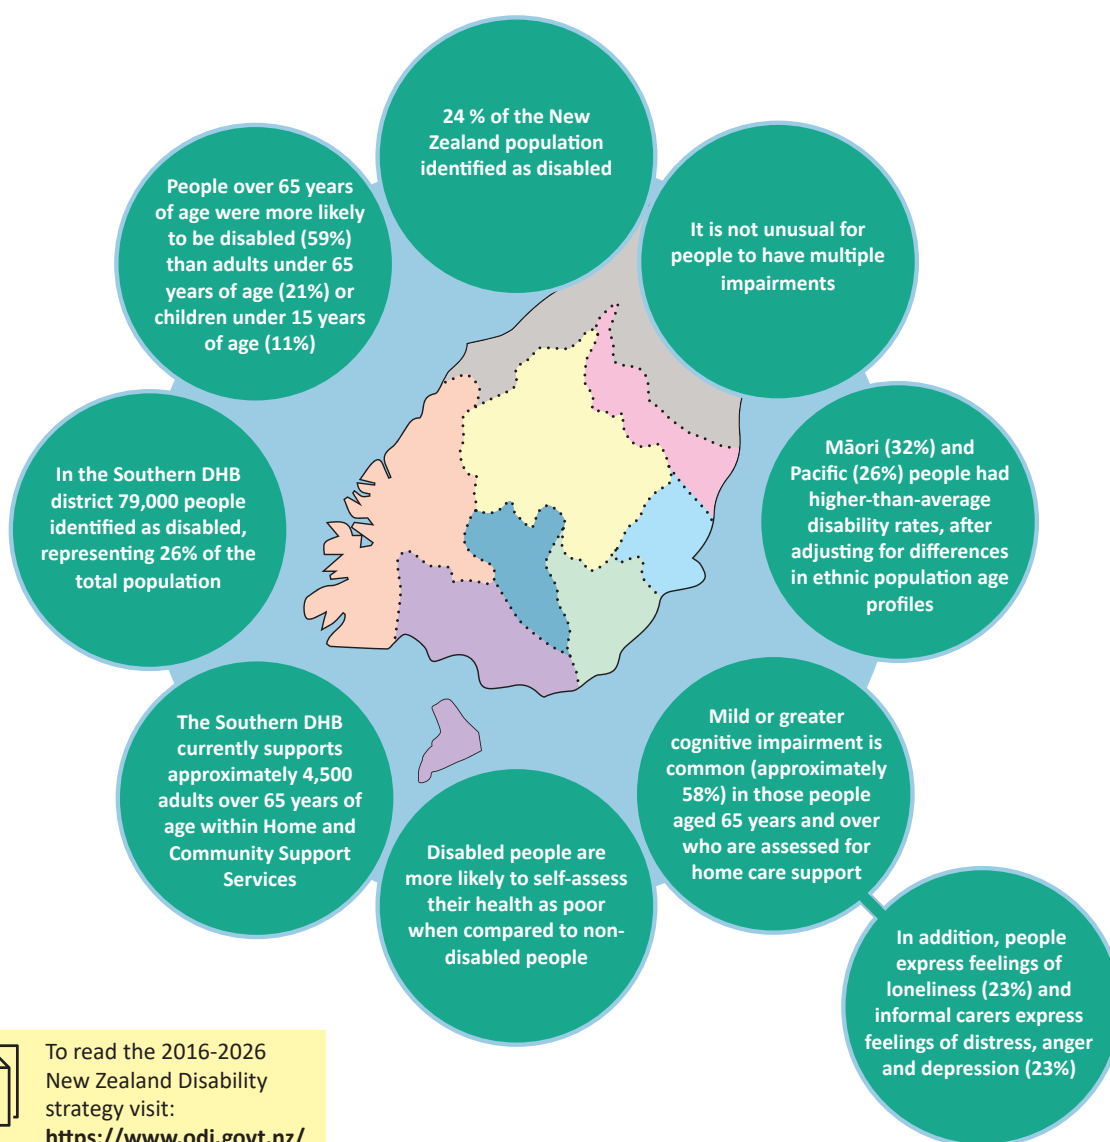 24 % of the New
Zealand population
identified as disabled
It is not unusual for
people to have multiple
impairments
Māori (32%) and
Pacific (26%) people had
higher-than-average
disability rates, after
adjusting for differences
in ethnic population age
profiles
Mild or greater
cognitive impairment is
common (approximately
58%) in those people
aged 65 years and over
who are assessed for
home care support
In addition, people
express feelings of
loneliness (23%) and
informal carers express
feelings of distress, anger
and depression (23%)
Disabled people are
more likely to self-assess
their health as poor
when compared to non-
disabled people
The Southern DHB
currently supports
approximately 4,500
adults over 65 years of
age within Home and
Community Support
Services
In the Southern DHB
district 79,000 people
identified as disabled,
representing 26% of the
total population
People over 65 years
of age were more likely
to be disabled (59%)
than adults under 65
years of age (21%) or
children under 15 years
of age (11%)
To read the 2016-2026
New Zealand Disability
strategy visit:
https://www.odi.govt.nz/